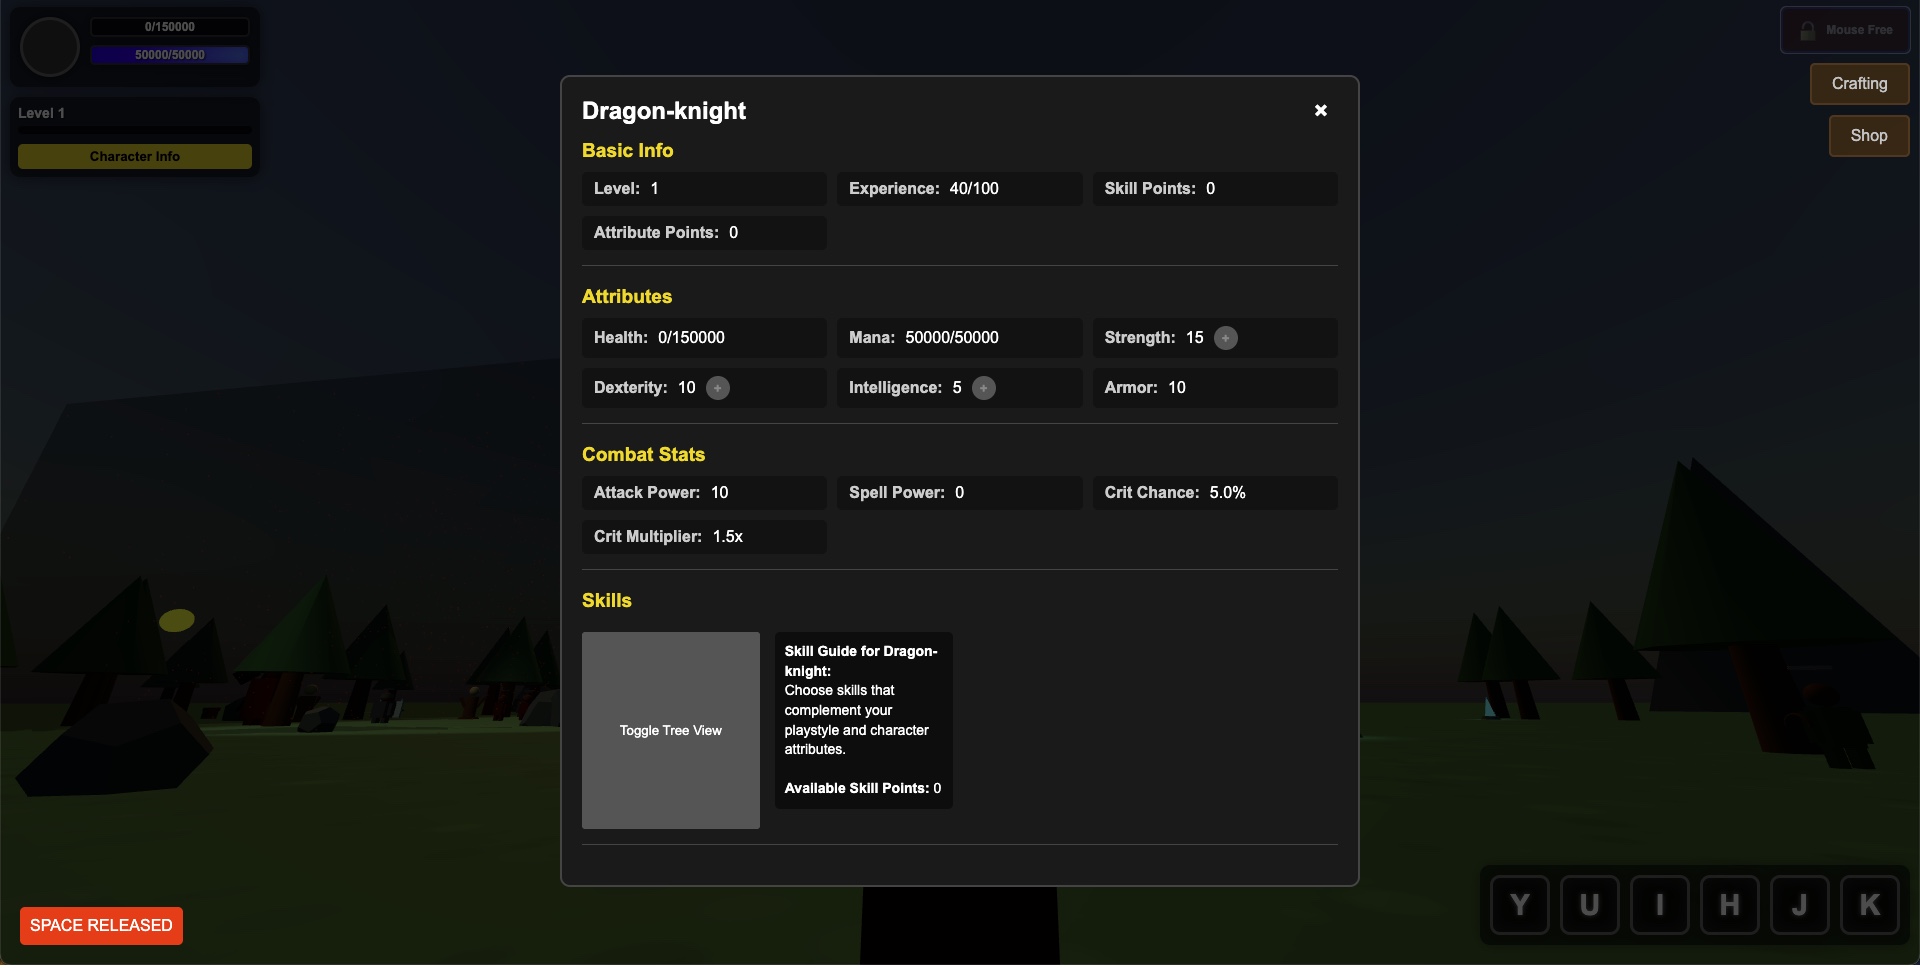 0/150000
50000/50000
Level 1
Character Info
Mouse Free
Crafting
Shop
Dragon-knight ×
Basic Info
Level: 1 Experience: 40/100 Skill Points: 0
Attribute Points: 0
Attributes
Health: 0/150000 Mana: 50000/50000 Strength: 15 +
Dexterity: 10 + Intelligence: 5 + Armor: 10
Combat Stats
Attack Power: 10 Spell Power: 0 Crit Chance: 5.0%
Crit Multiplier: 1.5x
Skills
Toggle Tree View
Skill Guide for Dragon-
knight:
Choose skills that
complement your
playstyle and character
attributes.
Available Skill Points: 0
SPACE RELEASED
Y U I H J K